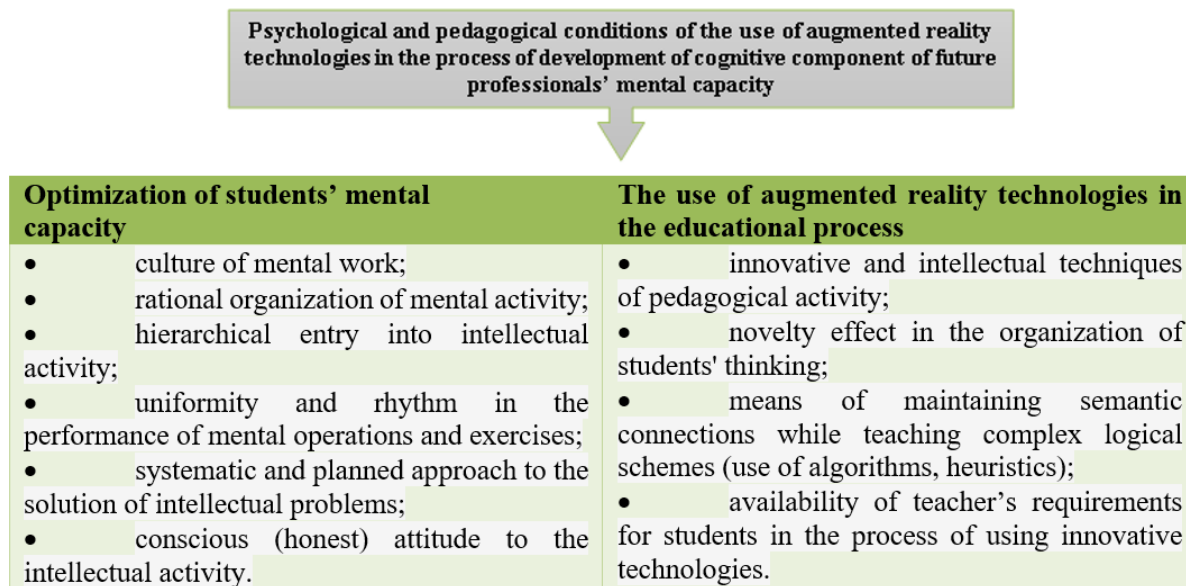 Psychological and pedagogical conditions of the use of augmented reality
technologies in the process of development of cognitive component of future
professionals’ mental capacity
Optimization of students’ mental
capacity
• culture of mental work;
• rational organization of mental activity;
• hierarchical entry into intellectual
activity;
• uniformity and rhythm in the
performance of mental operations and exercises;
• systematic and planned approach to the
solution of intellectual problems;
• conscious (honest) attitude to the
intellectual activity.
The use of augmented reality technologies in
the educational process
• innovative and intellectual techniques
of pedagogical activity;
• novelty effect in the organization of
students' thinking;
• means of maintaining semantic
connections while teaching complex logical
schemes (use of algorithms, heuristics);
• availability of teacher’s requirements
for students in the process of using innovative
technologies.